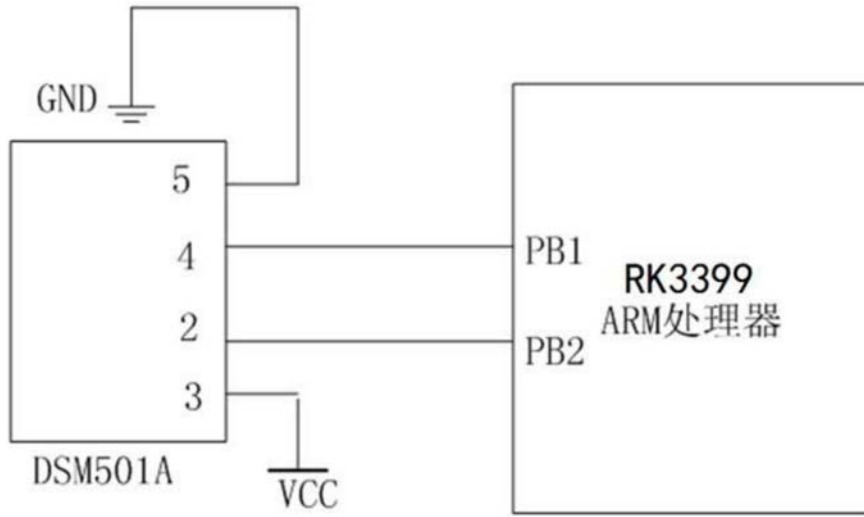 GND
5
4
2
3
DSM501A
VCC
PB1
PB2
RK3399
ARM处理器